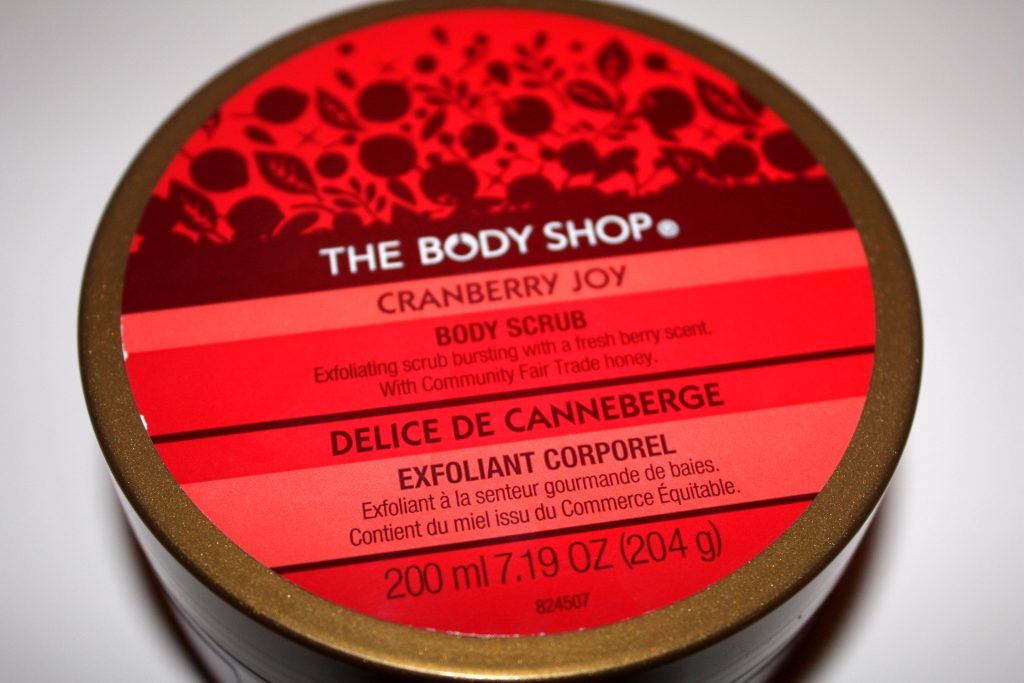 THE BODY SHOP®
CRANBERRY JOY
BODY SCRUB
Exfoliating scrub bursting with a fresh berry scent.
With Community Fair Trade honey.
DELICE DE CANNEBERGE
EXFOLIANT CORPOREL
Exfoliant à la senteur gourmande de baies.
Contient du miel issu du Commerce Équitable.
200 ml 7.19 OZ (204 g)
824507